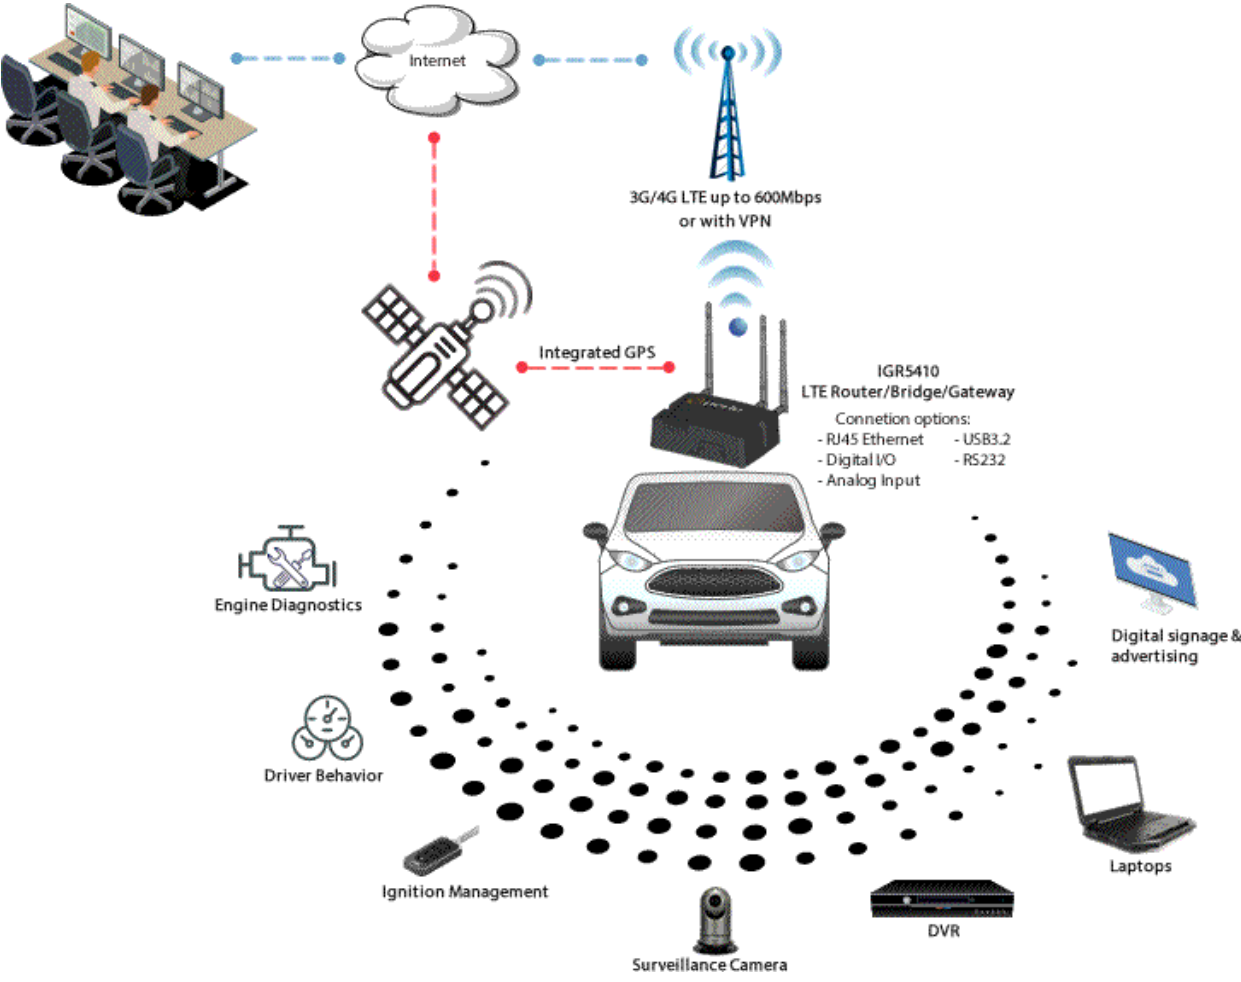 Internet
3G/4G LTE up to 600Mbps
or with VPN
Integrated GPS
IGR5410
LTE Router/Bridge/Gateway
Connetion options:
- RJ45 Ethernet - USB3.2
- Digital I/O - RS232
- Analog Input
Engine Diagnostics
Digital signage &
advertising
Driver Behavior
Laptops
Ignition Management
DVR
Surveillance Camera